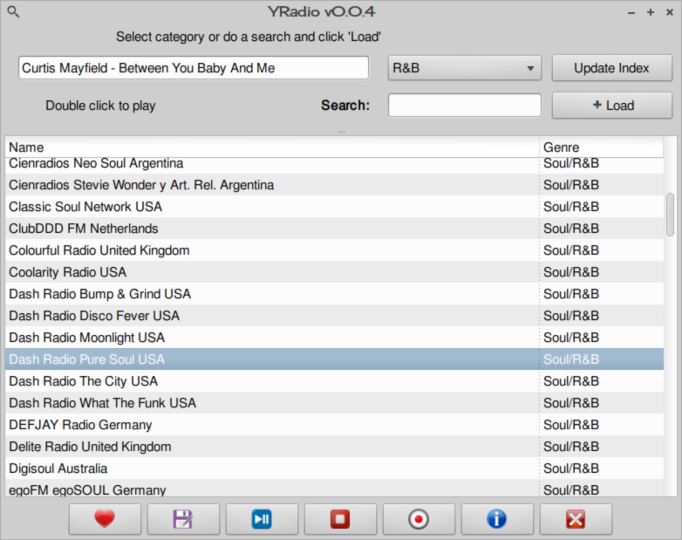 YRadio v0.0.4
Select category or do a search and click 'Load'
Curtis Mayfield - Between You Baby And Me
R&B
Update Index
Double click to play
Search:
+ Load
Name Genre
Cienradios Neo Soul Argentina Soul/R&B
Cienradios Stevie Wonder y Art. Rel. Argentina Soul/R&B
Classic Soul Network USA Soul/R&B
ClubDDD FM Netherlands Soul/R&B
Colourful Radio United Kingdom Soul/R&B
Coolarity Radio USA Soul/R&B
Dash Radio Bump & Grind USA Soul/R&B
Dash Radio Disco Fever USA Soul/R&B
Dash Radio Moonlight USA Soul/R&B
Dash Radio Pure Soul USA Soul/R&B
Dash Radio The City USA Soul/R&B
Dash Radio What The Funk USA Soul/R&B
DEFJAY Radio Germany Soul/R&B
Delite Radio United Kingdom Soul/R&B
Digisoul Australia Soul/R&B
egoFM egoSOUL Germany Soul/R&B